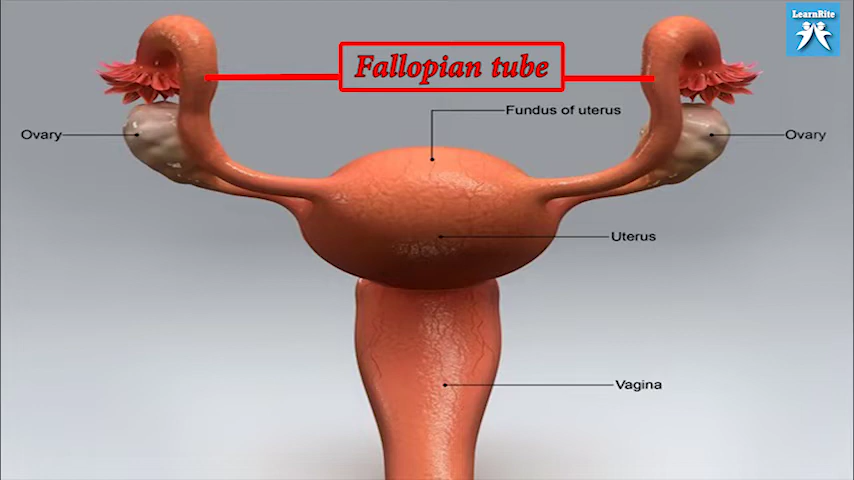 LearnRite
Fallopian tube
Fundus of uterus
Ovary
Ovary
Uterus
Vagina